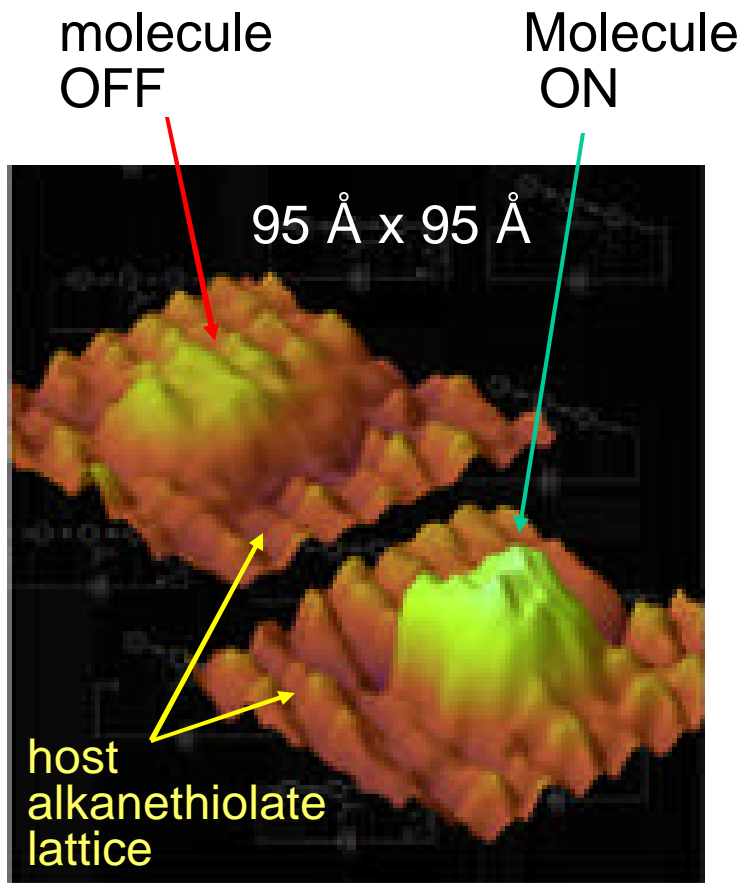 molecule
OFF
Molecule
ON
95 Å x 95 Å
host
alkanethiolate
lattice